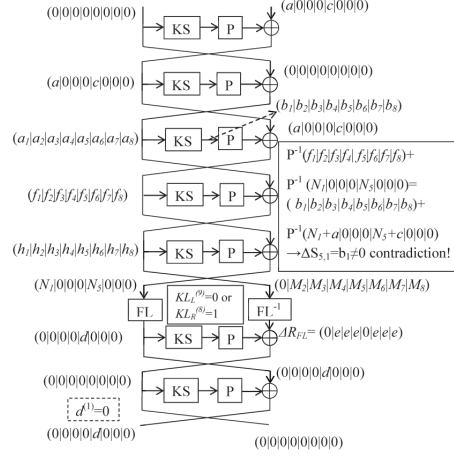 (0|0|0|0|0|0|0|0) (a|0|0|0|c|0|0|0)
KS P
(a|0|0|0|c|0|0|0) KS P (0|0|0|0|0|0|0|0)
(b₁|b₂|b₃|b₄|b₅|b₆|b₇|b₈)
(a₁|a₂|a₃|a₄|a₅|a₆|a₇|a₈) KS P (a|0|0|0|c|0|0|0)
P⁻¹(f₁|f₂|f₃|f₄| f₅|f₆|f₇|f₈)+
P⁻¹ (N₁|0|0|0|N₅|0|0|0)=
( b₁|b₂|b₃|b₄|b₅|b₆|b₇|b₈)+
P⁻¹(N₁+a|0|0|0|N₅+c|0|0|0)
→ΔS₅,₁=b₁≠0 contradiction!
(f₁|f₂|f₃|f₄|f₅|f₆|f₇|f₈) KS P
(h₁|h₂|h₃|h₄|h₅|h₆|h₇|h₈) KS P
(N₁|0|0|0|N₅|0|0|0) (0|M₂|M₃|M₄|M₅|M₆|M₇|M₈)
FL KL_L⁽⁹⁾=0 or FL⁻¹
KL_R⁽⁸⁾=1
(0|0|0|0|d|0|0|0) KS P ΔR_FL= (0|e|e|e|0|e|e|e)
(0|0|0|0|0|0|0|0) KS P (0|0|0|0|d|0|0|0)
d⁽¹⁾=0
(0|0|0|0|d|0|0|0) (0|0|0|0|0|0|0|0)